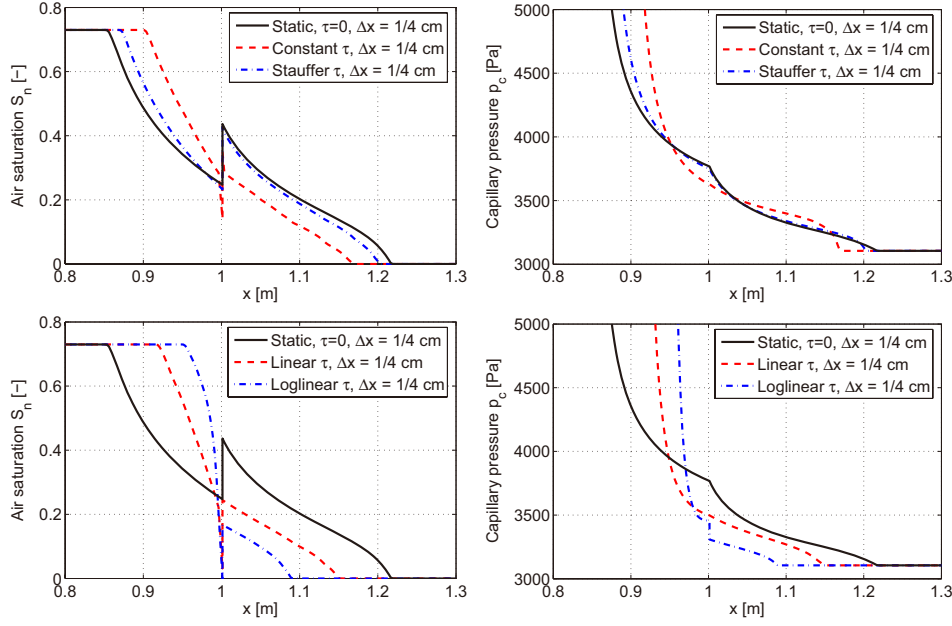 0.8
0.6
0.4
0.2
0
Air saturation Sn [–]
Static, τ=0, Δx = 1/4 cm
Constant τ, Δx = 1/4 cm
Stauffer τ, Δx = 1/4 cm
0.8 0.9 1 1.1 1.2 1.3
x [m]
5000
4500
4000
3500
3000
Capillary pressure pc [Pa]
Static, τ=0, Δx = 1/4 cm
Constant τ, Δx = 1/4 cm
Stauffer τ, Δx = 1/4 cm
0.8 0.9 1 1.1 1.2 1.3
x [m]
0.8
0.6
0.4
0.2
0
Air saturation Sn [–]
Static, τ=0, Δx = 1/4 cm
Linear τ, Δx = 1/4 cm
Loglinear τ, Δx = 1/4 cm
0.8 0.9 1 1.1 1.2 1.3
x [m]
5000
4500
4000
3500
3000
Capillary pressure pc [Pa]
Static, τ=0, Δx = 1/4 cm
Linear τ, Δx = 1/4 cm
Loglinear τ, Δx = 1/4 cm
0.8 0.9 1 1.1 1.2 1.3
x [m]